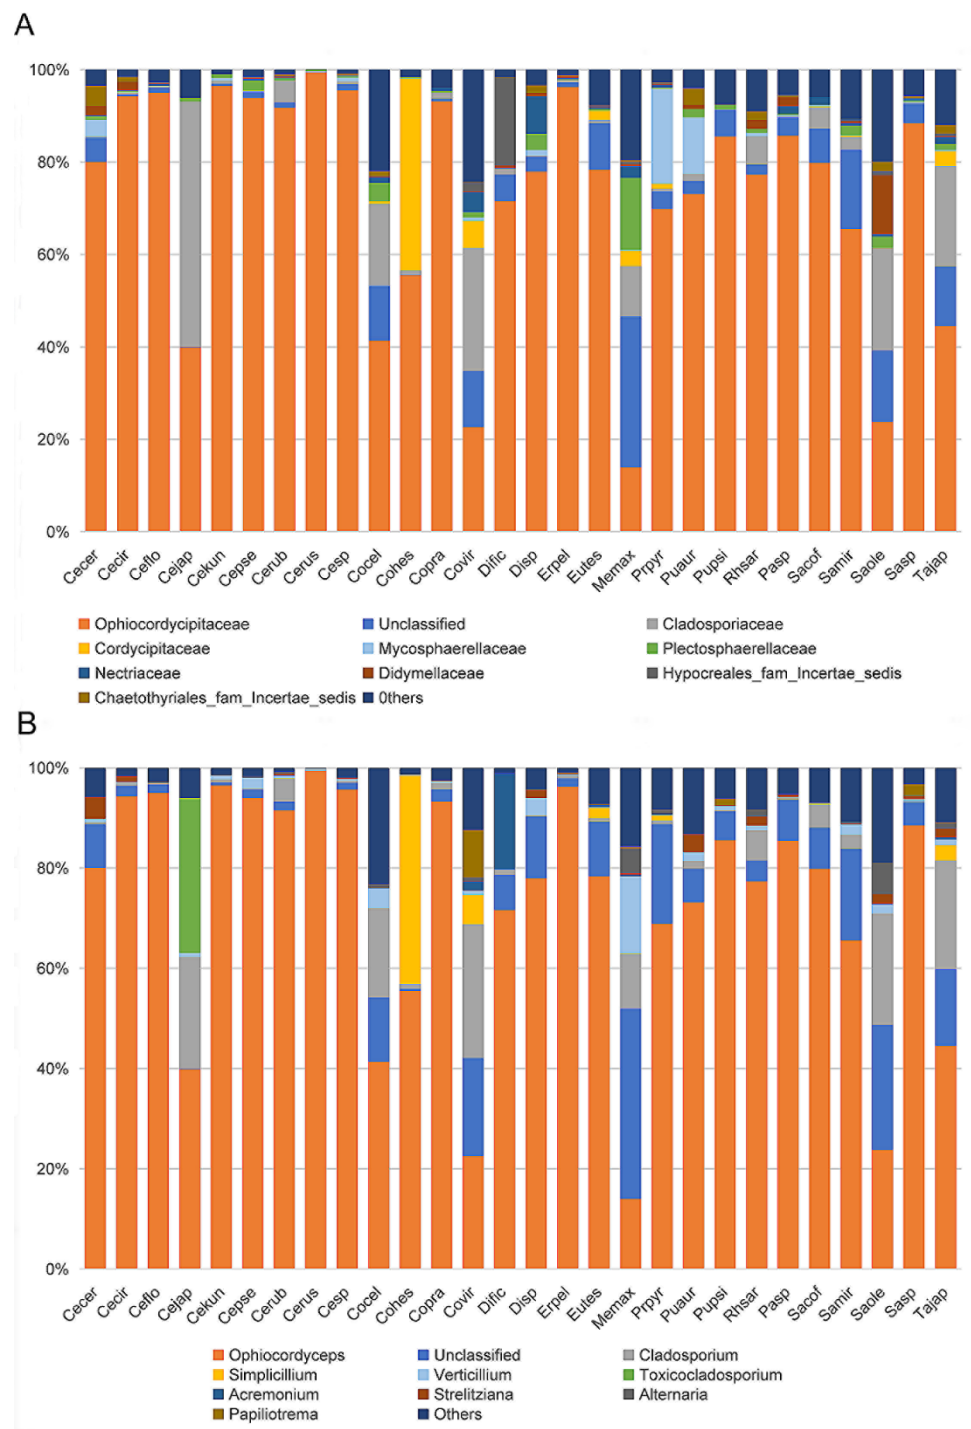 A
100%
80%
60%
40%
20%
0%
Cecer Cecir Ceflo Cejap Cekun Cepse Cerub Cerus Cesp Cocel Cohes Copra Covir Dific Disp Erpel Eutes Memax Prpyr Puaur Pupsi Rhsar Pasp Sacof Samir Saole Sasp Tajap
Ophiocordycipitaceae Unclassified Cladosporiaceae
Cordycipitaceae Mycosphaerellaceae Plectosphaerellaceae
Nectriaceae Didymellaceae Hypocreales_fam_Incertae_sedis
Chaetothyriales_fam_Incertae_sedis 0thers
B
100%
80%
60%
40%
20%
0%
Cecer Cecir Ceflo Cejap Cekun Cepse Cerub Cerus Cesp Cocel Cohes Copra Covir Dific Disp Erpel Eutes Memax Prpyr Puaur Pupsi Rhsar Pasp Sacof Samir Saole Sasp Tajap
Ophiocordyceps Unclassified Cladosporium
Simplicillium Verticillium Toxicocladosporium
Acremonium Strelitziana Alternaria
Papiliotrema Others